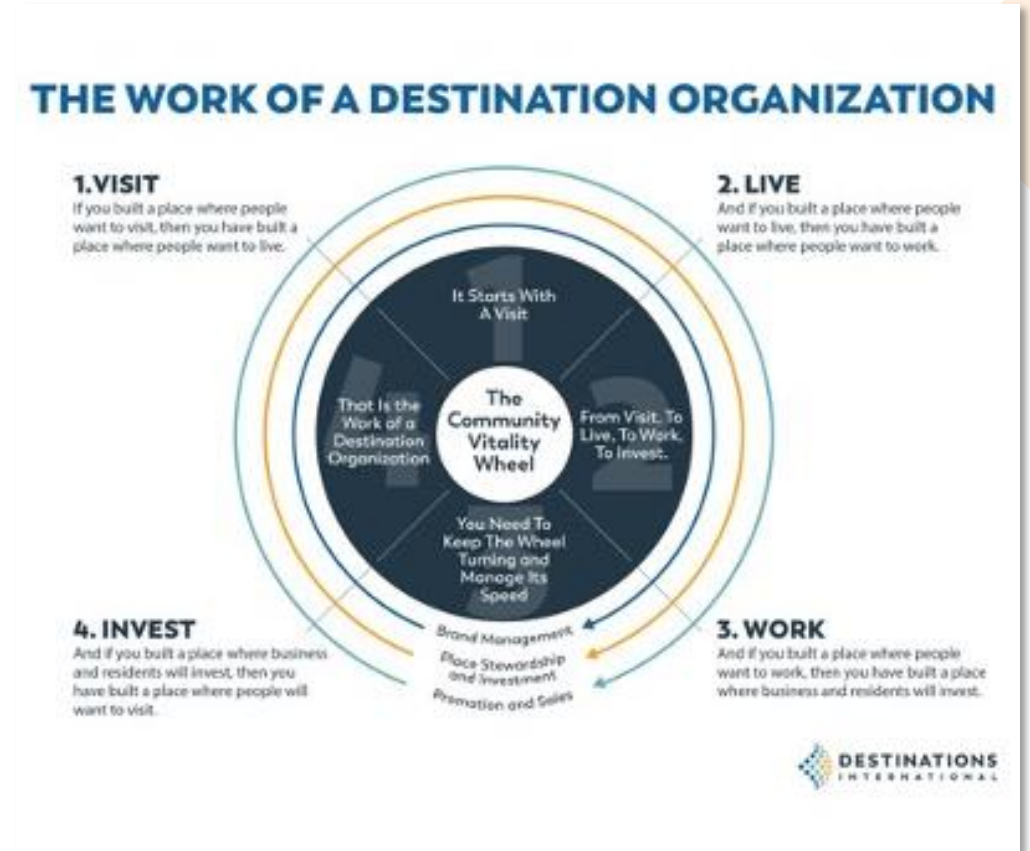 THE WORK OF A DESTINATION ORGANIZATION
1.VISIT
If you built a place where people
want to visit, then you have built a
place where people want to live.
2. LIVE
And if you built a place where people
want to live, then you have built a
place where people want to work.
It Starts With
A Visit
The
Community
Vitality
Wheel
From Visit, To
Live, To Work,
To Invest.
You Need To
Keep The Wheel
Turning and
Manage Its
Speed
That Is the
Work of a
Destination
Organization
1
2
3
4
Brand Management
Place Stewardship
and Investment
Promotion and Sales
3. WORK
And if you built a place where people
want to work, then you have built a place
where business and residents will invest.
4. INVEST
And if you built a place where business
and residents will invest, then you
have built a place where people will
want to visit.
DESTINATIONS
INTERNATIONAL